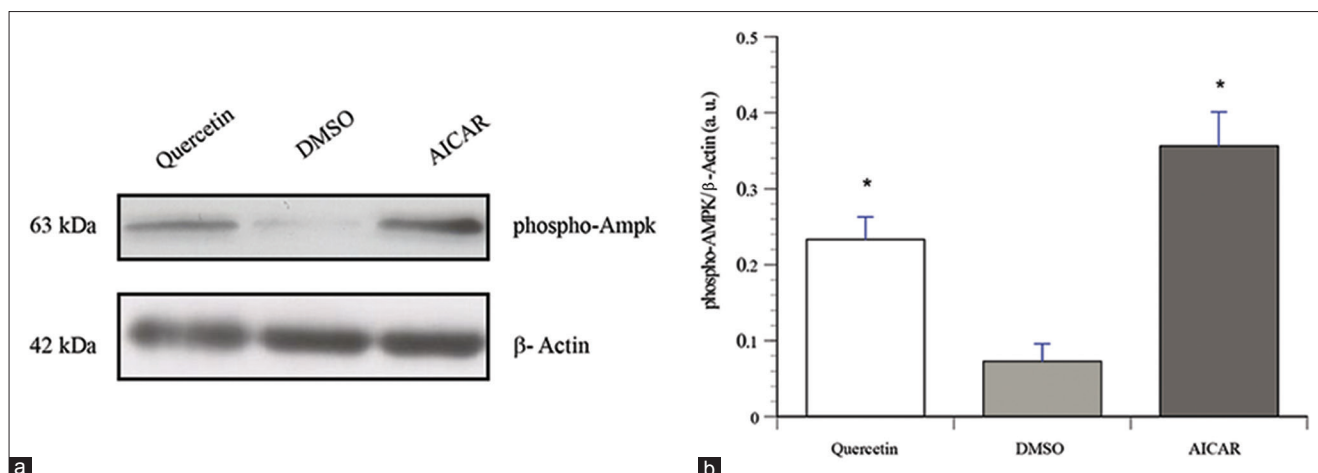 Quercetin
DMSO
AICAR
63 kDa
phospho-Ampk
42 kDa
β- Actin
a
phospho-AMPK/β-Actin (a. u.)
0.5
0.4
0.3
0.2
0.1
0
*
*
Quercetin
DMSO
AICAR
b